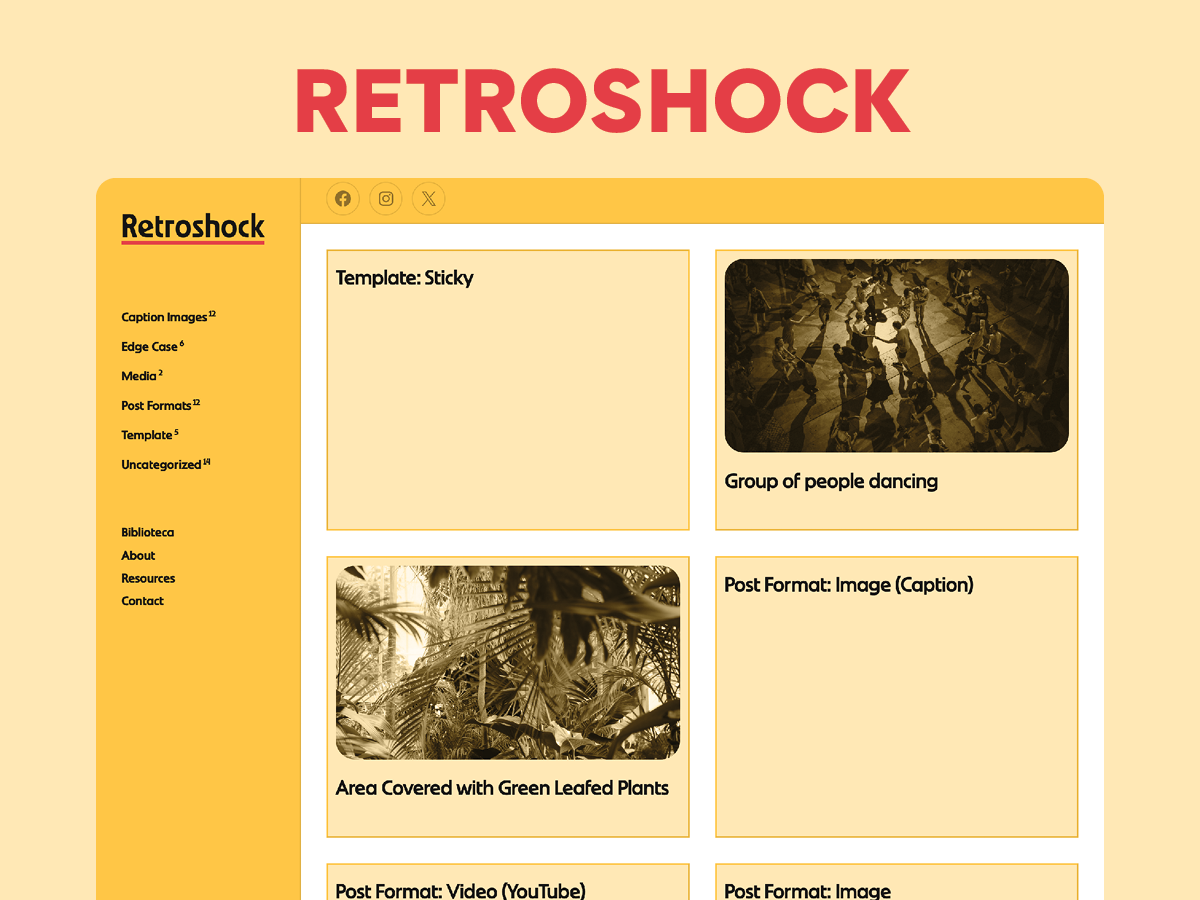 RETROSHOCK
Retroshock
Caption Images 12
Edge Case 6
Media 2
Post Formats 12
Template 5
Uncategorized 14
Biblioteca
About
Resources
Contact
Template: Sticky
Group of people dancing
Area Covered with Green Leafed Plants
Post Format: Image (Caption)
Post Format: Video (YouTube)
Post Format: Image